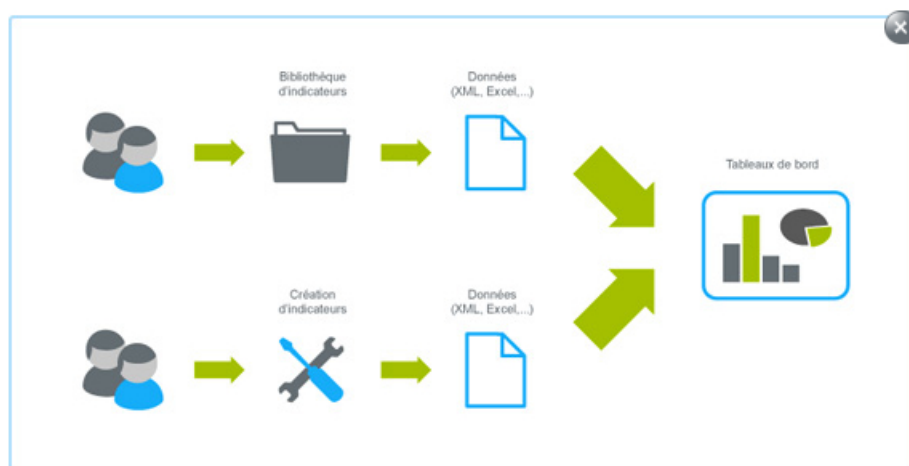 Bibliothèque
d'indicateurs
Données
(XML, Excel,...)
Tableaux de bord
Création
d'indicateurs
Données
(XML, Excel,...)